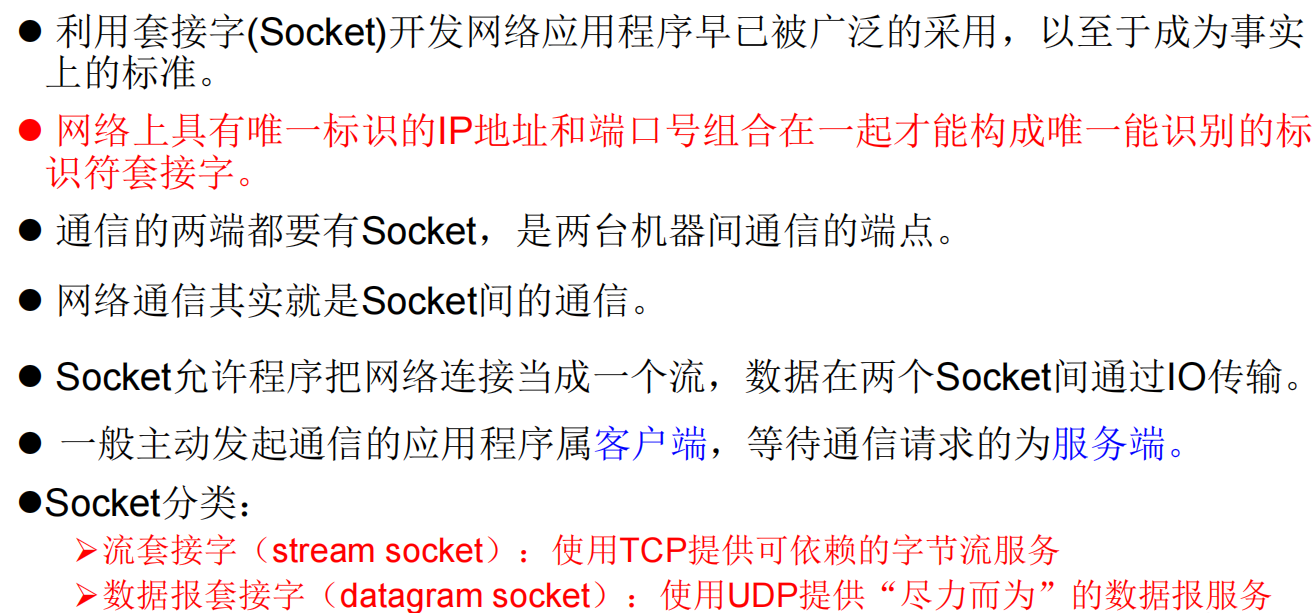 ● 利用套接字(Socket)开发网络应用程序早已被广泛的采用，以至于成为事实
上的标准。
● 网络上具有唯一标识的IP地址和端口号组合在一起才能构成唯一能识别的标
识符套接字。
● 通信的两端都要有Socket，是两台机器间通信的端点。
● 网络通信其实就是Socket间的通信。
● Socket允许程序把网络连接当成一个流，数据在两个Socket间通过IO传输。
● 一般主动发起通信的应用程序属客户端，等待通信请求的为服务端。
●Socket分类：
➢流套接字（stream socket）：使用TCP提供可依赖的字节流服务
➢数据报套接字（datagram socket）：使用UDP提供“尽力而为”的数据报服务